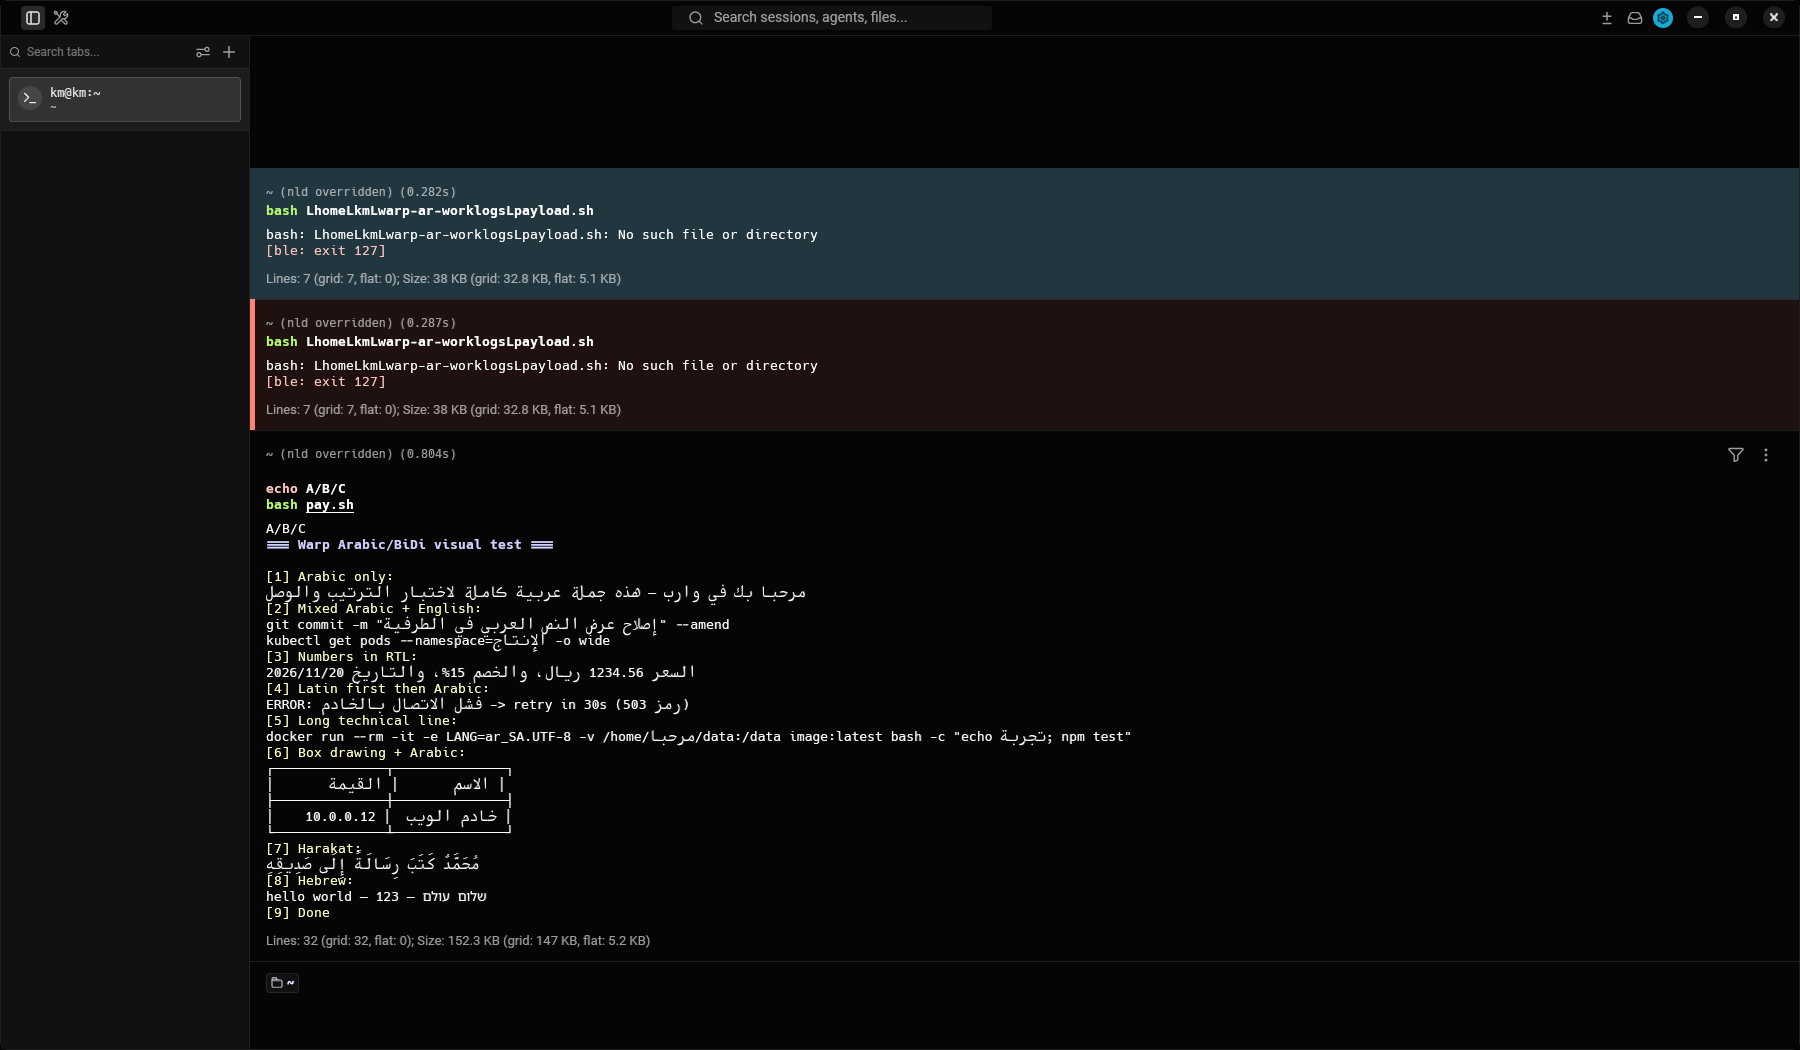 Search sessions, agents, files...
Search tabs...
km@km:~
~
~ (nld overridden) (0.282s)
bash LhomeLkmLwarp-ar-worklogsLpayload.sh
bash: LhomeLkmLwarp-ar-worklogsLpayload.sh: No such file or directory
[ble: exit 127]
Lines: 7 (grid: 7, flat: 0); Size: 38 KB (grid: 32.8 KB, flat: 5.1 KB)
~ (nld overridden) (0.287s)
bash LhomeLkmLwarp-ar-worklogsLpayload.sh
bash: LhomeLkmLwarp-ar-worklogsLpayload.sh: No such file or directory
[ble: exit 127]
Lines: 7 (grid: 7, flat: 0); Size: 38 KB (grid: 32.8 KB, flat: 5.1 KB)
~ (nld overridden) (0.804s)
echo A/B/C
bash pay.sh
A/B/C
=== Warp Arabic/BiDi visual test ===
[1] Arabic only:
مرحبا بك في وارب — هذه جملة عربية كاملة لاختبار الترتيب والوصل
[2] Mixed Arabic + English:
git commit -m "إصلاح عرض النص العربي في الطرفية" --amend
kubectl get pods --namespace=الإنتاج -o wide
[3] Numbers in RTL:
السعر 1234.56 ريال، والخصم 15%، والتاريخ 2026/11/20
[4] Latin first then Arabic:
ERROR: فشل الاتصال بالخادم -> retry in 30s (رمز 503)
[5] Long technical line:
docker run --rm -it -e LANG=ar_SA.UTF-8 -v /home/مرحبا/data:/data image:latest bash -c "echo تجربة; npm test"
[6] Box drawing + Arabic:
│ الاسم │ القيمة │
│ خادم الويب │ 10.0.0.12 │
[7] Harakat:
مُحَمَّدٌ كَتَبَ رِسَالَةً إِلَى صَدِيقِهِ
[8] Hebrew:
שלום עולם — 123 — hello world
[9] Done
Lines: 32 (grid: 32, flat: 0); Size: 152.3 KB (grid: 147 KB, flat: 5.2 KB)
~